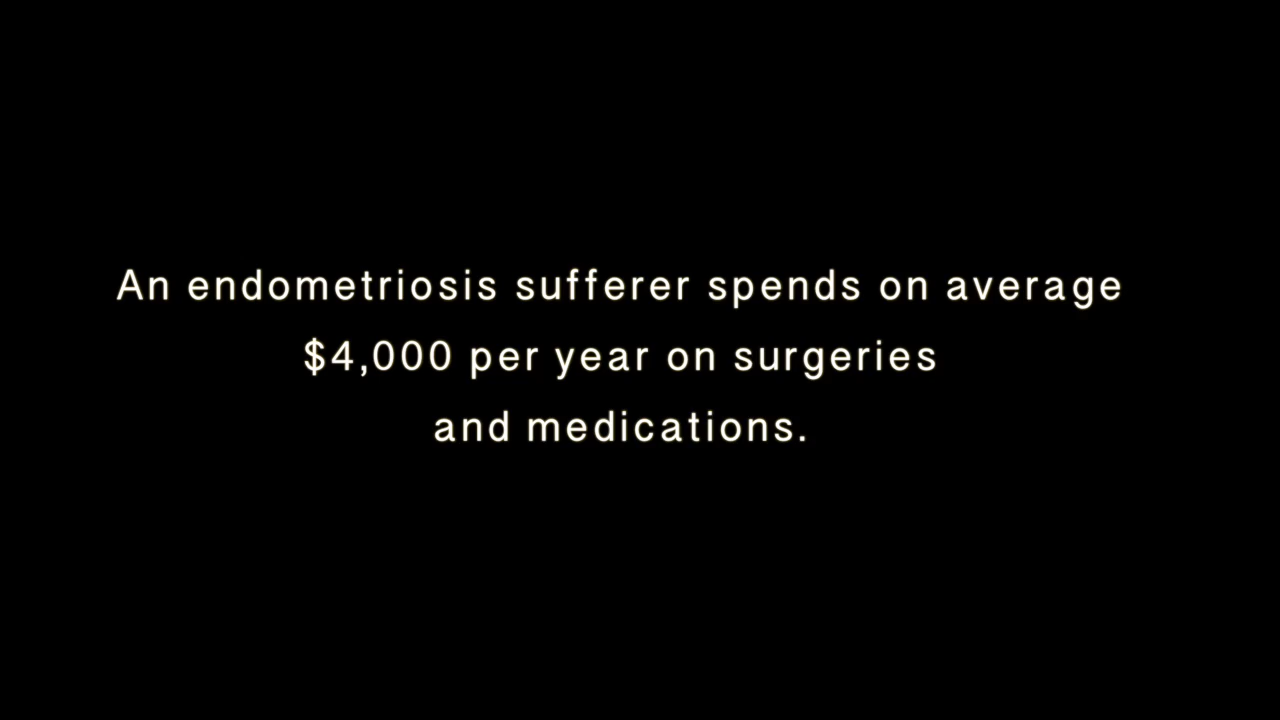 An endometriosis sufferer spends on average
$4,000 per year on surgeries
and medications.